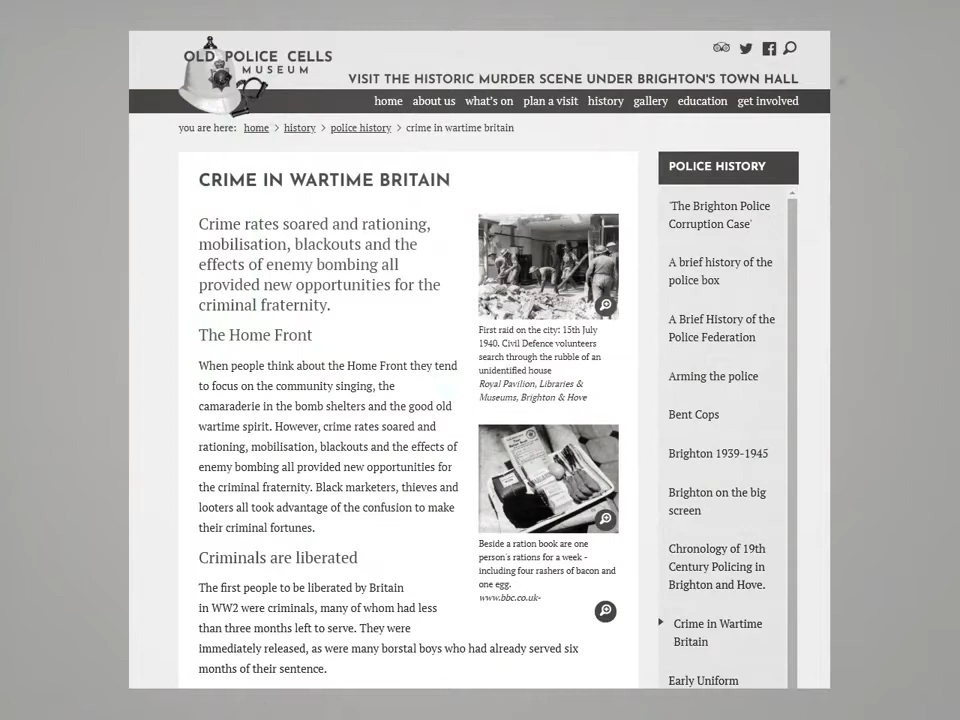 OLD POLICE CELLS
MUSEUM
VISIT THE HISTORIC MURDER SCENE UNDER BRIGHTON'S TOWN HALL
home about us what's on plan a visit history gallery education get involved
you are here: home > history > police history > crime in wartime britain
CRIME IN WARTIME BRITAIN
Crime rates soared and rationing,
mobilisation, blackouts and the
effects of enemy bombing all
provided new opportunities for the
criminal fraternity.
The Home Front
When people think about the Home Front they tend
to focus on the community singing, the
camaraderie in the bomb shelters and the good old
wartime spirit. However, crime rates soared and
rationing, mobilisation, blackouts and the effects of
enemy bombing all provided new opportunities for
the criminal fraternity. Black marketers, thieves and
looters all took advantage of the confusion to make
their criminal fortunes.
Criminals are liberated
The first people to be liberated by Britain
in WW2 were criminals, many of whom had less
than three months left to serve. They were
immediately released, as were many borstal boys who had already served six
months of their sentence.
First raid on the city: 15th July
1940. Civil Defence volunteers
search through the rubble of an
unidentified house
Royal Pavilion, Libraries &
Museums, Brighton & Hove
Beside a ration book are one
person's rations for a week -
including four rashers of bacon and
one egg.
www.bbc.co.uk-
POLICE HISTORY
'The Brighton Police
Corruption Case'
A brief history of the
police box
A Brief History of the
Police Federation
Arming the police
Bent Cops
Brighton 1939-1945
Brighton on the big
screen
Chronology of 19th
Century Policing in
Brighton and Hove.
Crime in Wartime
Britain
Early Uniform